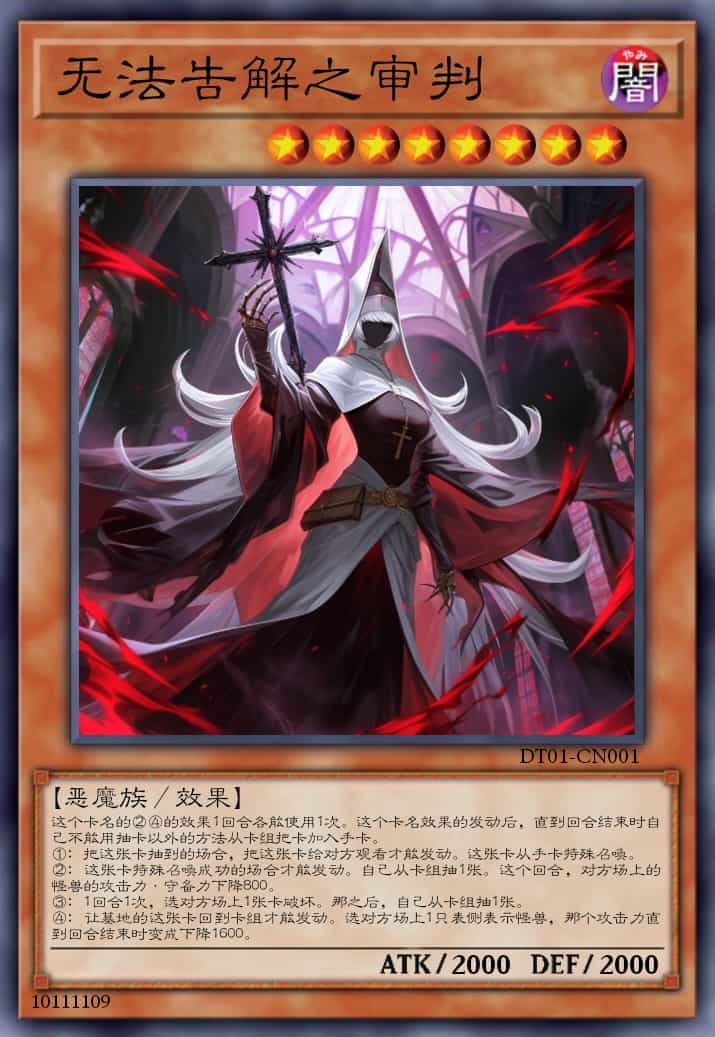 无法告解之审判
やみ
闇
DT01-CN001
【恶魔族/效果】
这个卡名的②④的效果1回合各能使用1次。这个卡名效果的发动后，直到回合结束时自
己不能用抽卡以外的方法从卡组把卡加入手卡。
①：把这张卡抽到的场合，把这张卡给对方观看才能发动。这张卡从手卡特殊召唤。
②：这张卡特殊召唤成功的场合才能发动。自己从卡组抽1张。这个回合，对方场上的
怪兽的攻击力·守备力下降800。
③：1回合1次，选对方场上1张卡破坏。那之后，自己从卡组抽1张。
④：让墓地的这张卡回到卡组才能发动。选对方场上1只表侧表示怪兽，那个攻击力直
到回合结束时变成下降1600。
ATK/2000 DEF/2000
10111109